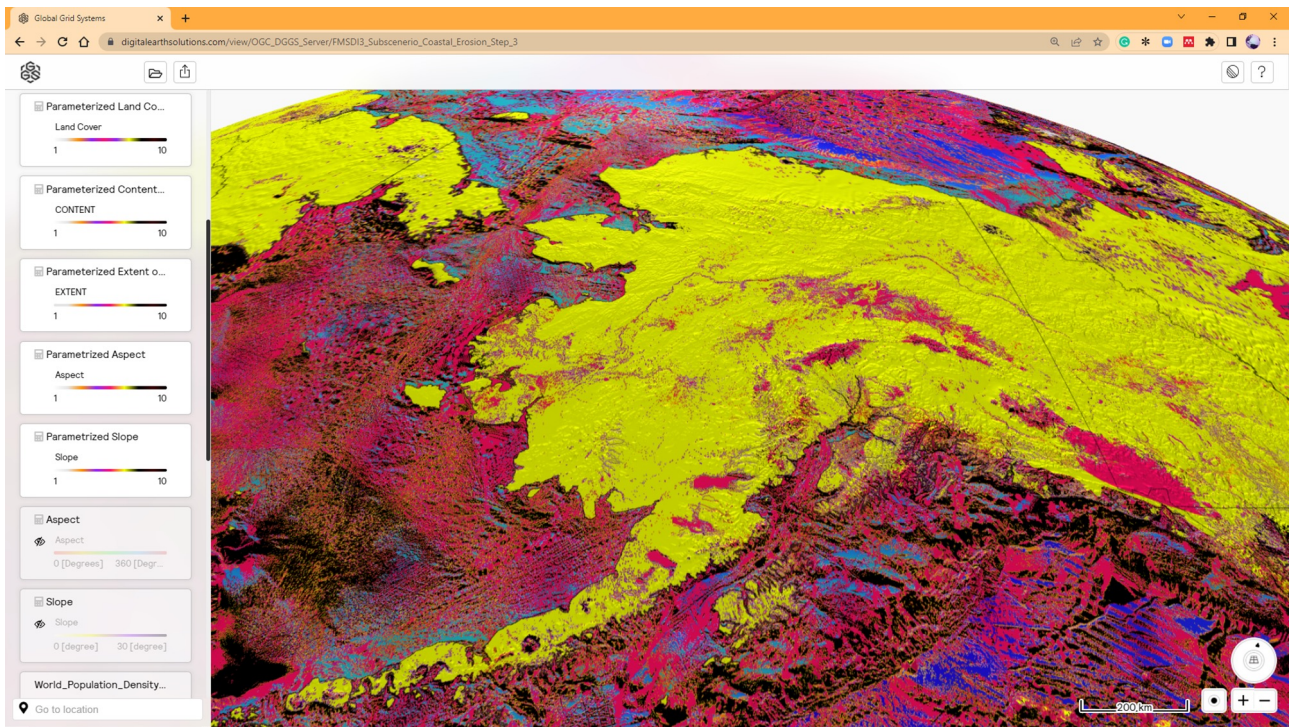 Global Grid Systems
digitalearthsolutions.com/view/OGC_DGGS_Server/FMSDI3_Subscenerio_Coastal_Erosion_Step_3
GGS
Parameterized Land Co...
Land Cover
1 10
Parameterized Content...
CONTENT
1 10
Parameterized Extent o...
EXTENT
1 10
Parametrized Aspect
Aspect
1 10
Parametrized Slope
Slope
1 10
Aspect
Aspect
0 [Degrees] 360 [Degr...
Slope
Slope
0 [degree] 30 [degree]
World_Population_Density...
Go to location
200 km